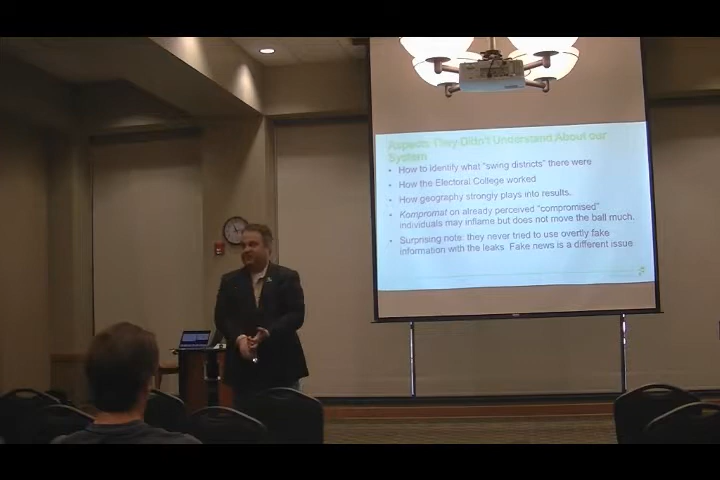 Aspects They Didn't Understand About our
System
• How to identify what "swing districts" there were
• How the Electoral College worked
• How geography strongly plays into results.
• Kompromat on already perceived "compromised"
individuals may inflame but does not move the ball much.
• Surprising note: they never tried to use overtly fake
information with the leaks. Fake news is a different issue